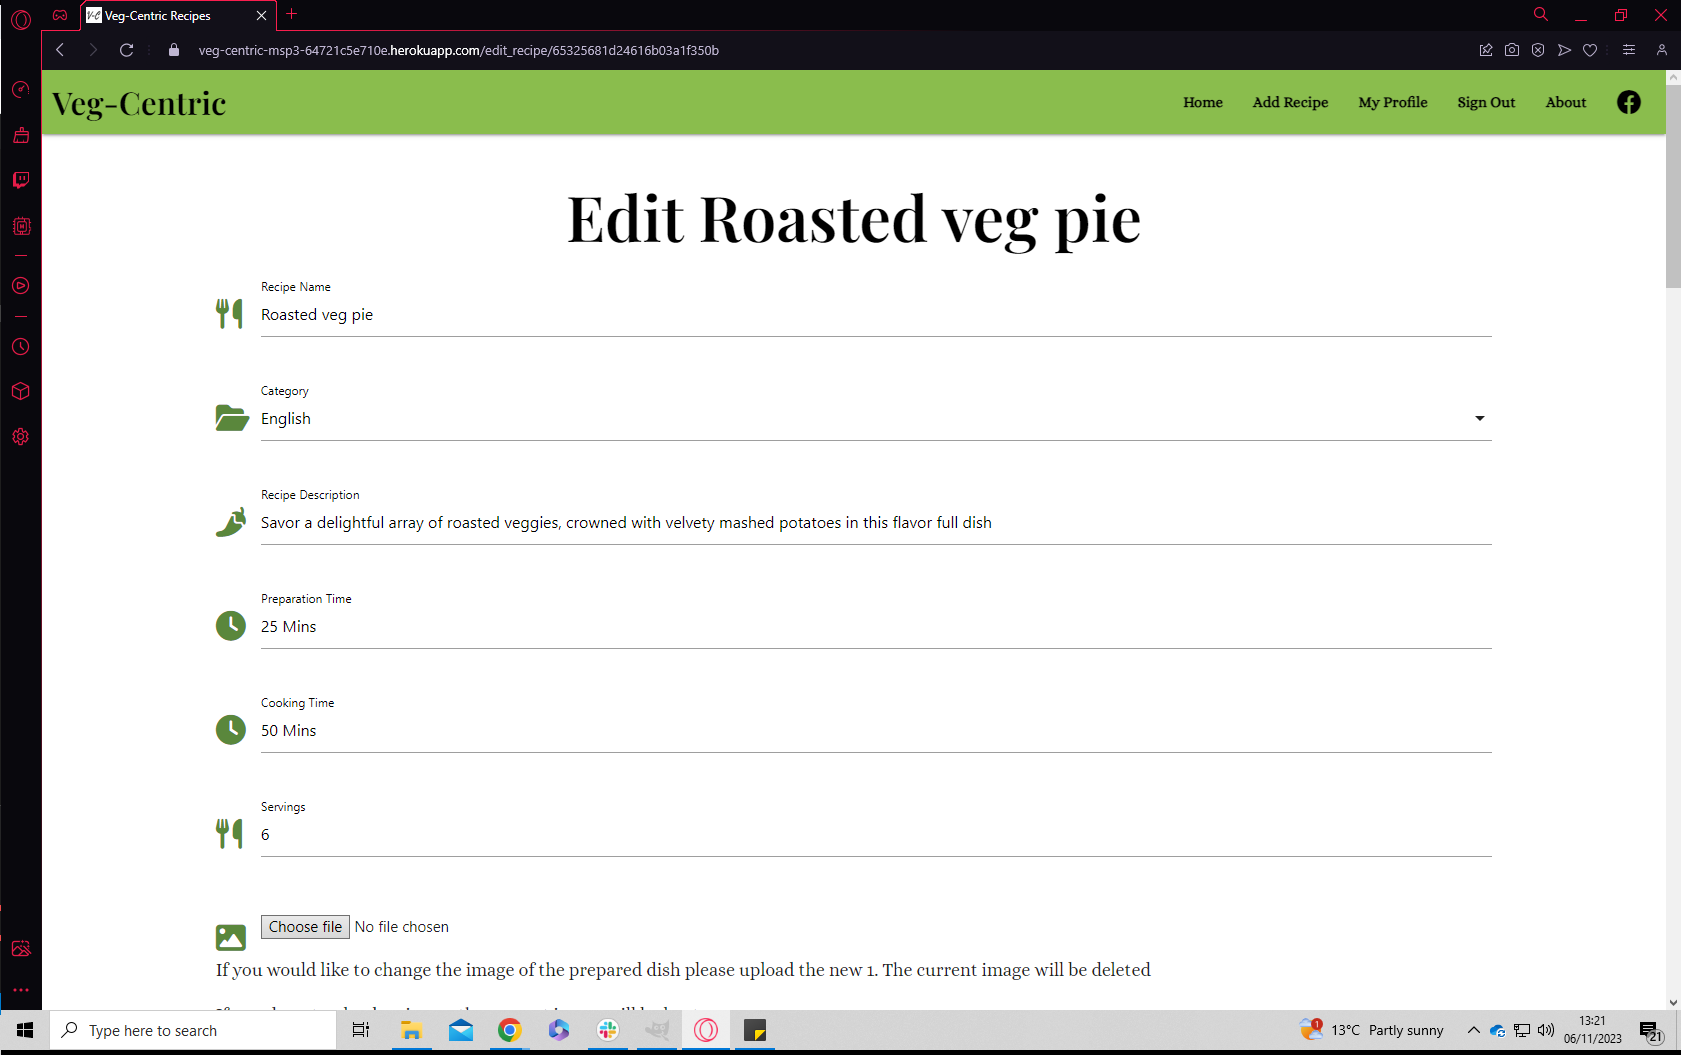 Veg-Centric Recipes
veg-centric-msp3-64721c5e710e.herokuapp.com/edit_recipe/65325681d24616b03a1f350b
Veg-Centric
Home Add Recipe My Profile Sign Out About
Edit Roasted veg pie
Recipe Name
Roasted veg pie
Category
English
Recipe Description
Savor a delightful array of roasted veggies, crowned with velvety mashed potatoes in this flavor full dish
Preparation Time
25 Mins
Cooking Time
50 Mins
Servings
6
Choose file No file chosen
If you would like to change the image of the prepared dish please upload the new 1. The current image will be deleted
Type here to search
1 13°C Partly sunny
13:21
06/11/2023
21